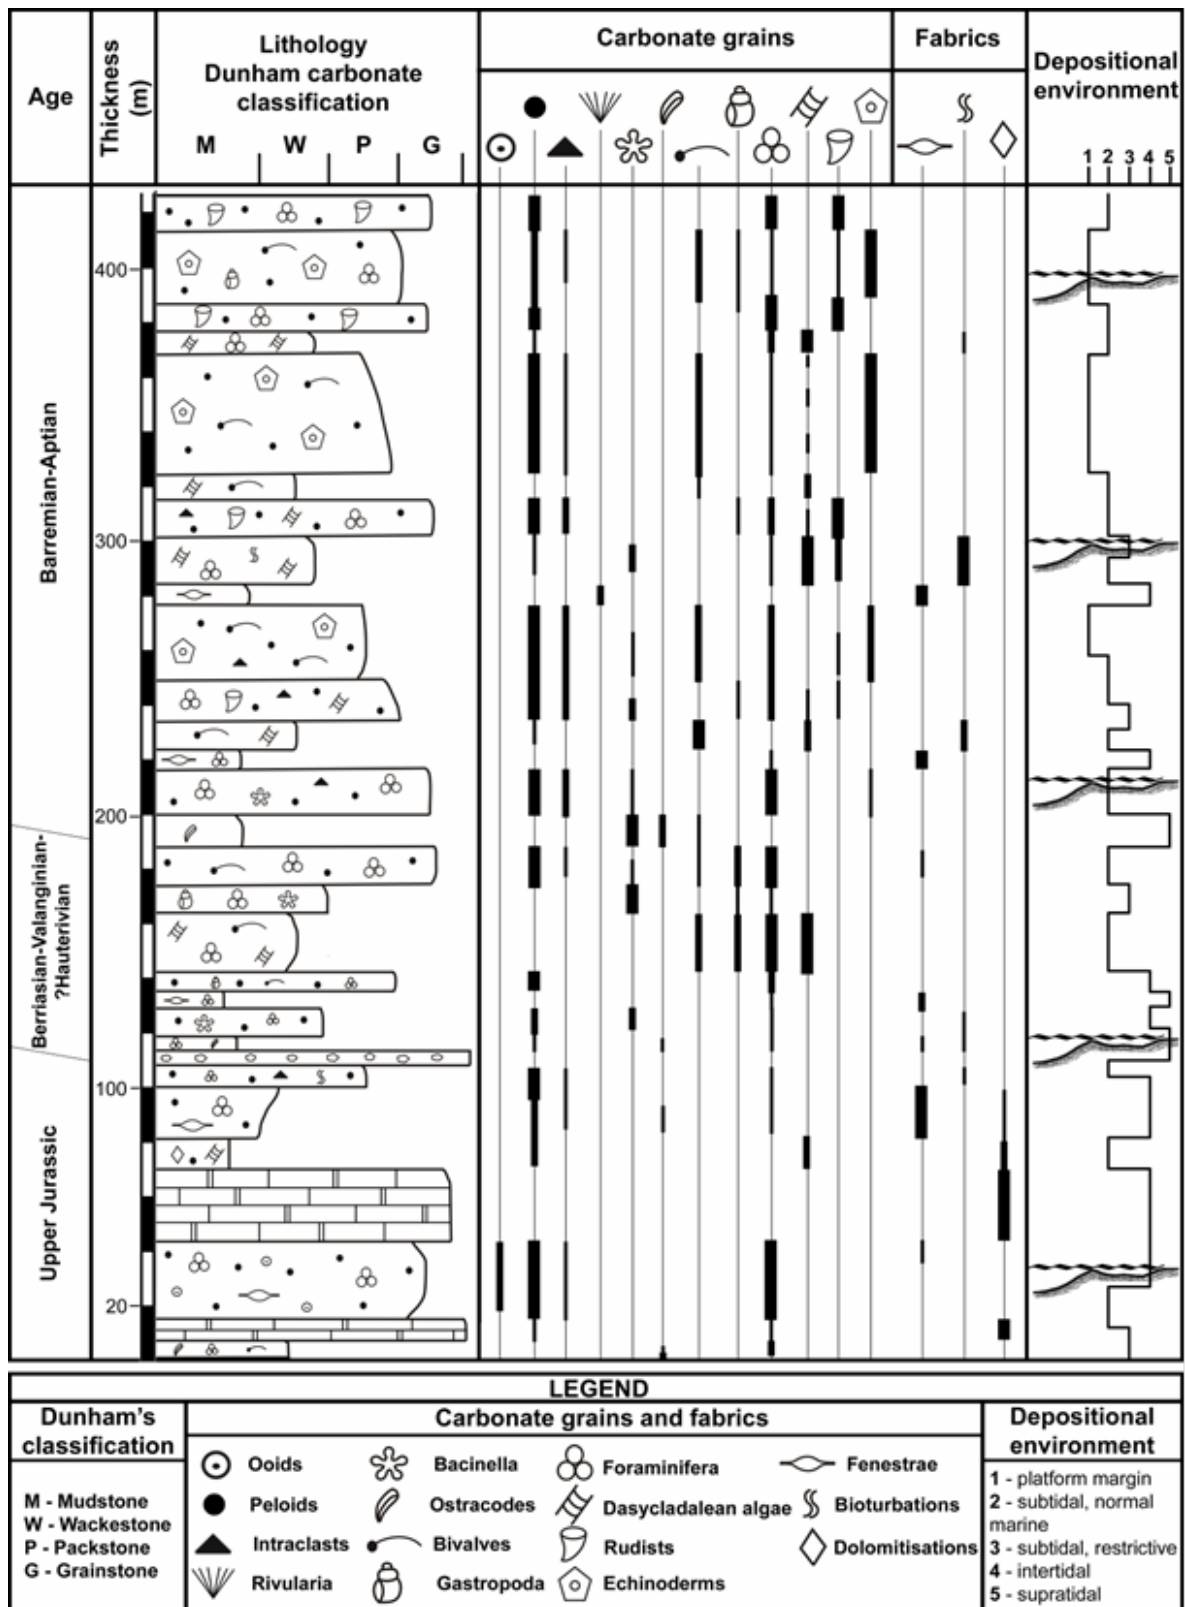 Age
Thickness
(m)
Lithology
Dunham carbonate
classification
M W P G
Carbonate grains
Fabrics
Depositional
environment
1 2 3 4 5
400
300
200
100
20
Barremian-Aptian
Berriasian-Valanginian-
?Hauterivian
Upper Jurassic
LEGEND
Dunham's
classification
M - Mudstone
W - Wackestone
P - Packstone
G - Grainstone
Carbonate grains and fabrics
Ooids
Bacinella
Foraminifera
Fenestrae
Peloids
Ostracodes
Dasycladalean algae
Bioturbations
Intraclasts
Bivalves
Rudists
Dolomitisations
Rivularia
Gastropoda
Echinoderms
Depositional
environment
1 - platform margin
2 - subtidal, normal
marine
3 - subtidal, restrictive
4 - intertidal
5 - supratidal